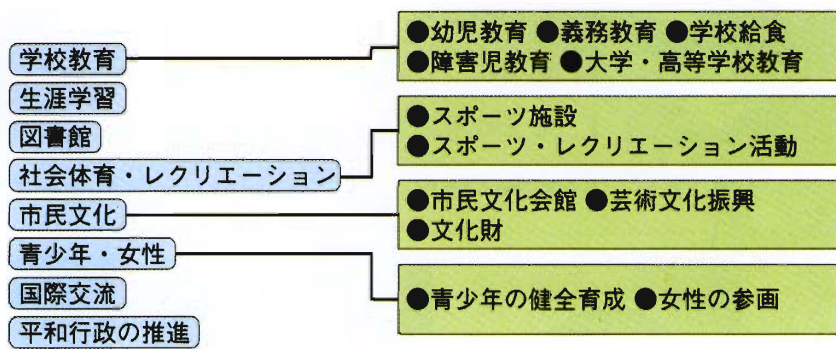 学校教育
●幼児教育 ●義務教育 ●学校給食
●障害児教育 ●大学・高等学校教育
生涯学習
図書館
社会体育・レクリエーション
●スポーツ施設
●スポーツ・レクリエーション活動
市民文化
●市民文化会館 ●芸術文化振興
●文化財
青少年・女性
●青少年の健全育成 ●女性の参画
国際交流
平和行政の推進